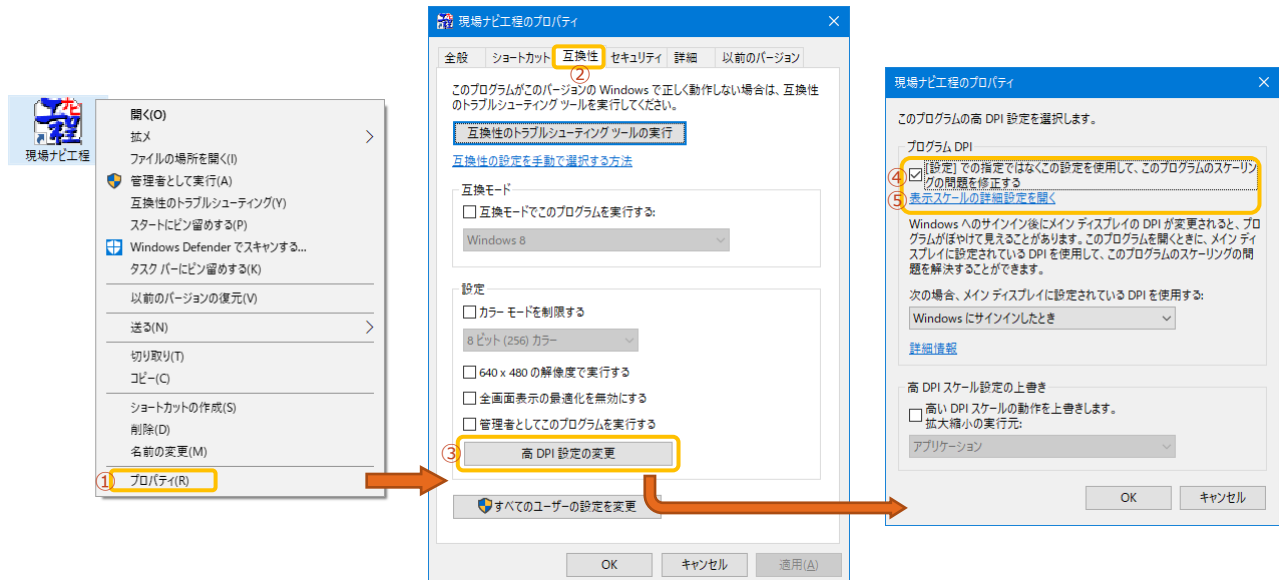 現場ナビ工程
開く(O)
拡メ
ファイルの場所を開く(I)
管理者として実行(A)
互換性のトラブルシューティング(Y)
スタートにピン留めする(P)
Windows Defender でスキャンする...
タスク バーにピン留めする(K)
以前のバージョンの復元(V)
送る(N)
切り取り(T)
コピー(C)
ショートカットの作成(S)
削除(D)
名前の変更(M)
① プロパティ(R)
現場ナビ工程のプロパティ
全般 ショートカット 互換性 セキュリティ 詳細 以前のバージョン
②
このプログラムがこのバージョンの Windows で正しく動作しない場合は、互換性
のトラブルシューティング ツールを実行してください。
互換性のトラブルシューティング ツールの実行
互換性の設定を手動で選択する方法
互換モード
互換モードでこのプログラムを実行する:
Windows 8
設定
カラー モードを制限する
8 ビット (256) カラー
640 x 480 の解像度で実行する
全画面表示の最適化を無効にする
管理者としてこのプログラムを実行する
③ 高 DPI 設定の変更
すべてのユーザーの設定を変更
OK キャンセル 適用(A)
現場ナビ工程のプロパティ
このプログラムの高 DPI 設定を選択します。
プログラム DPI
④ [設定] での指定ではなくこの設定を使用して、このプログラムのスケーリン
グの問題を修正する
⑤ 表示スケールの詳細設定を開く
Windows へのサインイン後にメイン ディスプレイの DPI が変更されると、プロ
グラムがぼやけて見えることがあります。このプログラムを開くときに、メイン ディ
スプレイに設定されている DPI を使用して、このプログラムのスケーリングの問
題を解決することができます。
次の場合、メイン ディスプレイに設定されている DPI を使用する:
Windows にサインインしたとき
詳細情報
高 DPI スケール設定の上書き
高い DPI スケールの動作を上書きします。
拡大縮小の実行元:
アプリケーション
OK キャンセル